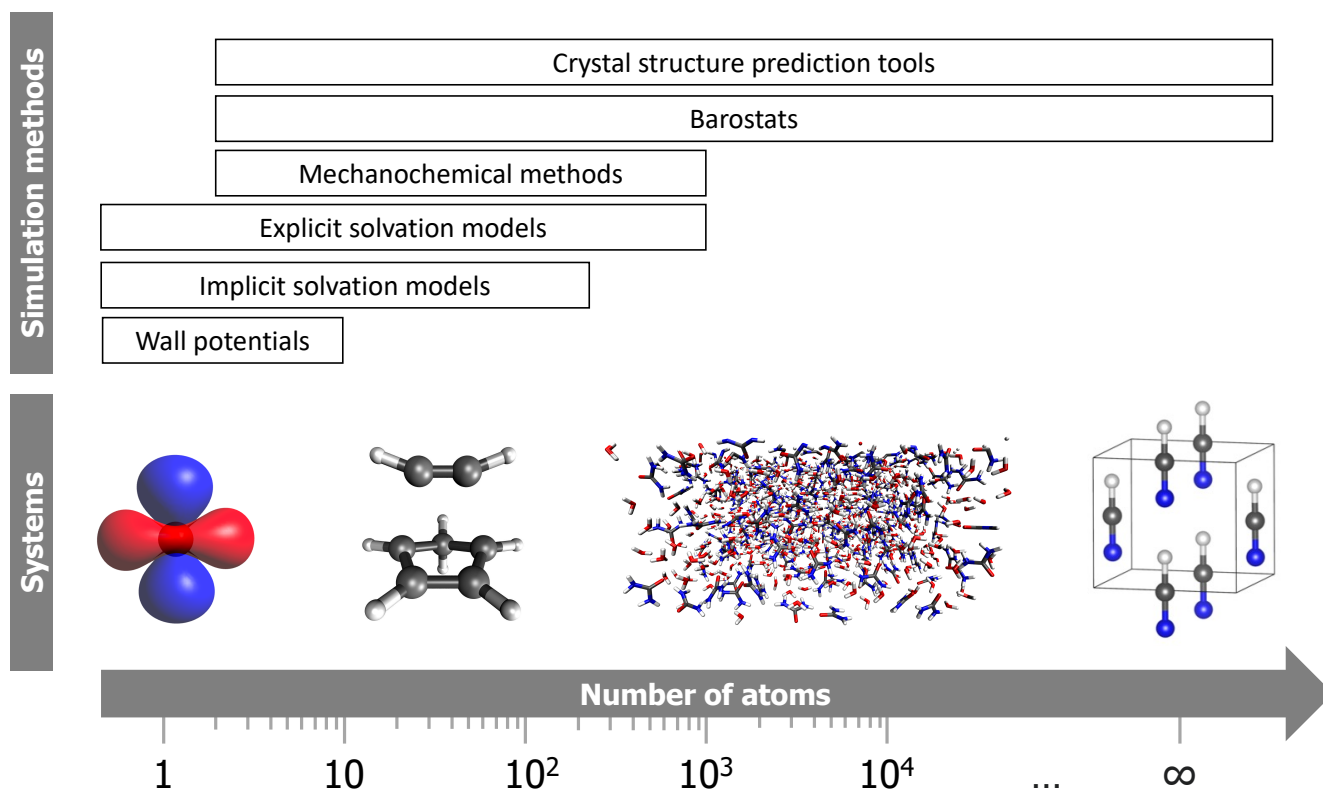 Simulation methods
Crystal structure prediction tools
Barostats
Mechanochemical methods
Explicit solvation models
Implicit solvation models
Wall potentials
Systems
Number of atoms
1 10 10² 10³ 10⁴ ... ∞